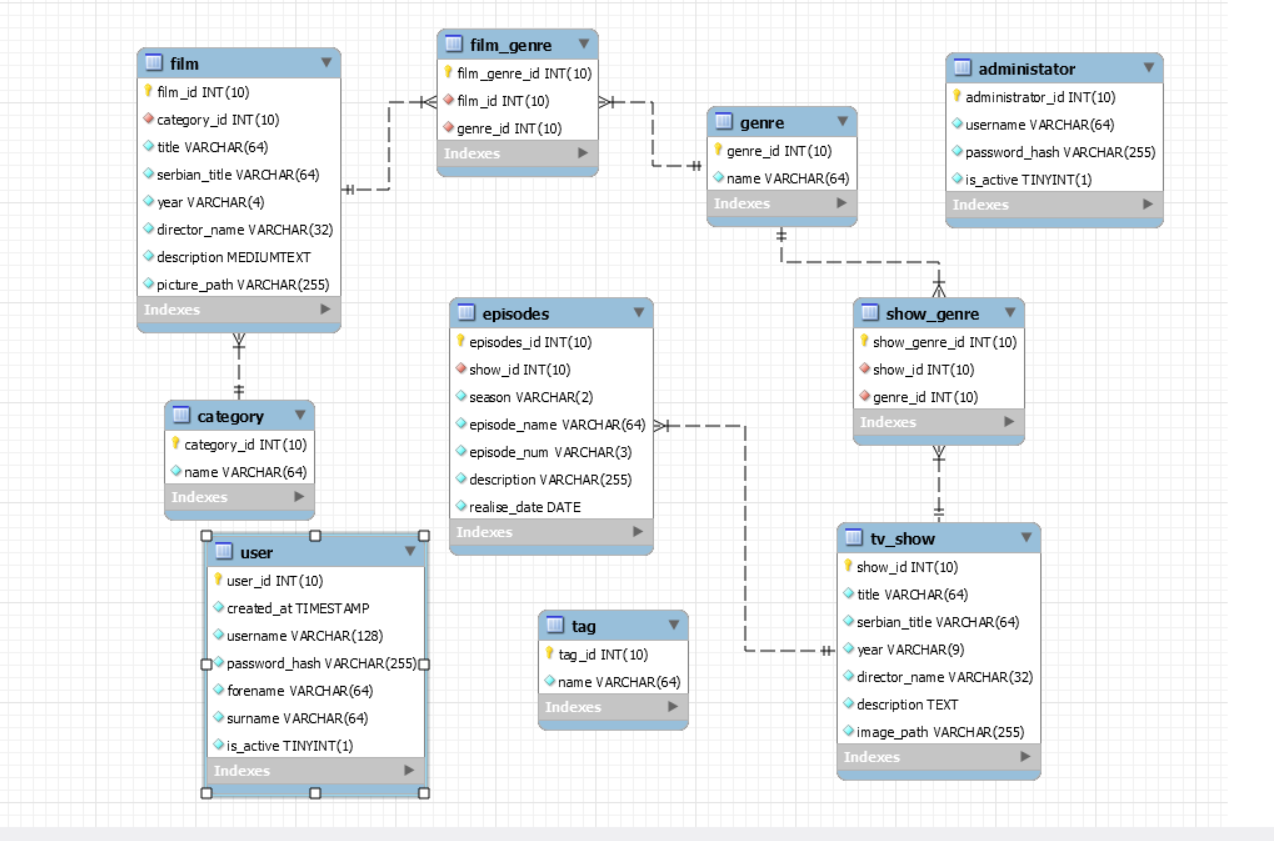 film
film_id INT(10)
category_id INT(10)
title VARCHAR(64)
serbian_title VARCHAR(64)
year VARCHAR(4)
director_name VARCHAR(32)
description MEDIUMTEXT
picture_path VARCHAR(255)
Indexes
film_genre
film_genre_id INT(10)
film_id INT(10)
genre_id INT(10)
Indexes
genre
genre_id INT(10)
name VARCHAR(64)
Indexes
administator
administrator_id INT(10)
username VARCHAR(64)
password_hash VARCHAR(255)
is_active TINYINT(1)
Indexes
category
category_id INT(10)
name VARCHAR(64)
Indexes
episodes
episodes_id INT(10)
show_id INT(10)
season VARCHAR(2)
episode_name VARCHAR(64)
episode_num VARCHAR(3)
description VARCHAR(255)
realise_date DATE
Indexes
show_genre
show_genre_id INT(10)
show_id INT(10)
genre_id INT(10)
Indexes
user
user_id INT(10)
created_at TIMESTAMP
username VARCHAR(128)
password_hash VARCHAR(255)
forename VARCHAR(64)
surname VARCHAR(64)
is_active TINYINT(1)
Indexes
tag
tag_id INT(10)
name VARCHAR(64)
Indexes
tv_show
show_id INT(10)
title VARCHAR(64)
serbian_title VARCHAR(64)
year VARCHAR(9)
director_name VARCHAR(32)
description TEXT
image_path VARCHAR(255)
Indexes